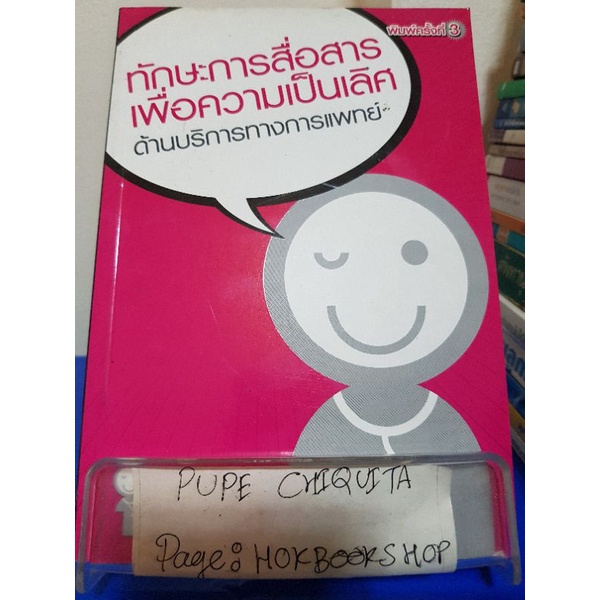 พิมพ์ครั้งที่ 3
ทักษะการสื่อสาร
เพื่อความเป็นเลิศ
ด้านบริการทางการแพทย์
PUPE CHIQUITA
Page: HOKBOOKSHOP